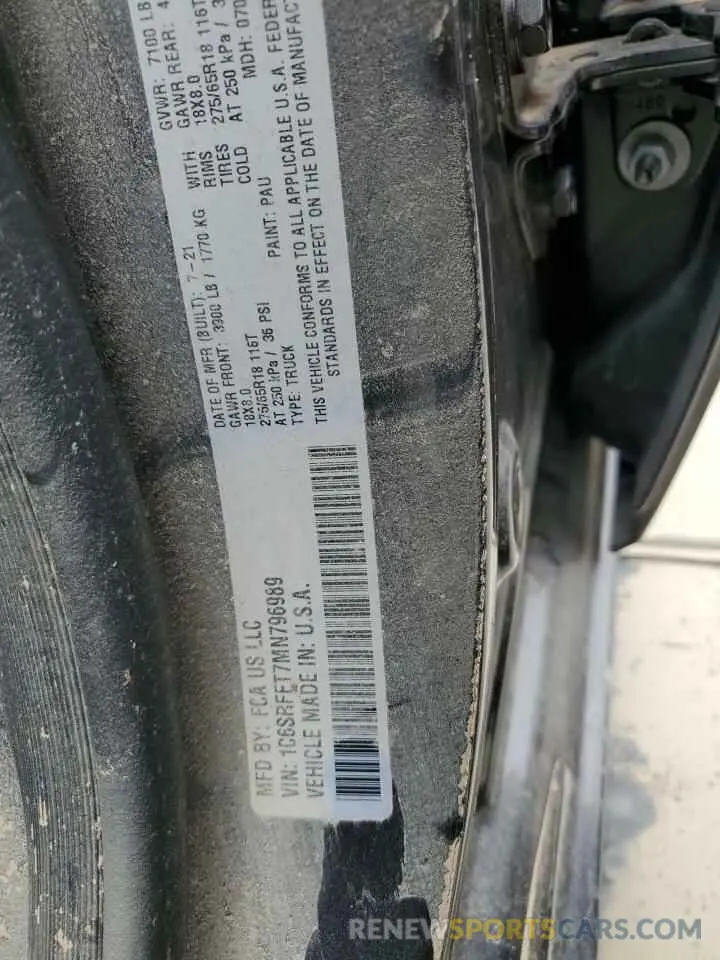 MFD BY: FCA US LLC
VIN: 1C6SRFET7MN796989
VEHICLE MADE IN: U.S.A.
DATE OF MFR (BUILT): 7-21
GVWR: 7100 LB
GAWR FRONT: 3900 LB / 1770 KG WITH
GAWR REAR: 4
18X8.0 RIMS
18X8.0
275/65R18 116T TIRES
275/65R18 116T
AT 250 kPa / 36 PSI COLD
AT 250 kPa / 3
TYPE: TRUCK PAINT: PAU
MDH: 070
THIS VEHICLE CONFORMS TO ALL APPLICABLE U.S.A. FEDER
STANDARDS IN EFFECT ON THE DATE OF MANUFAC
RENEWSPORTSCARS.COM